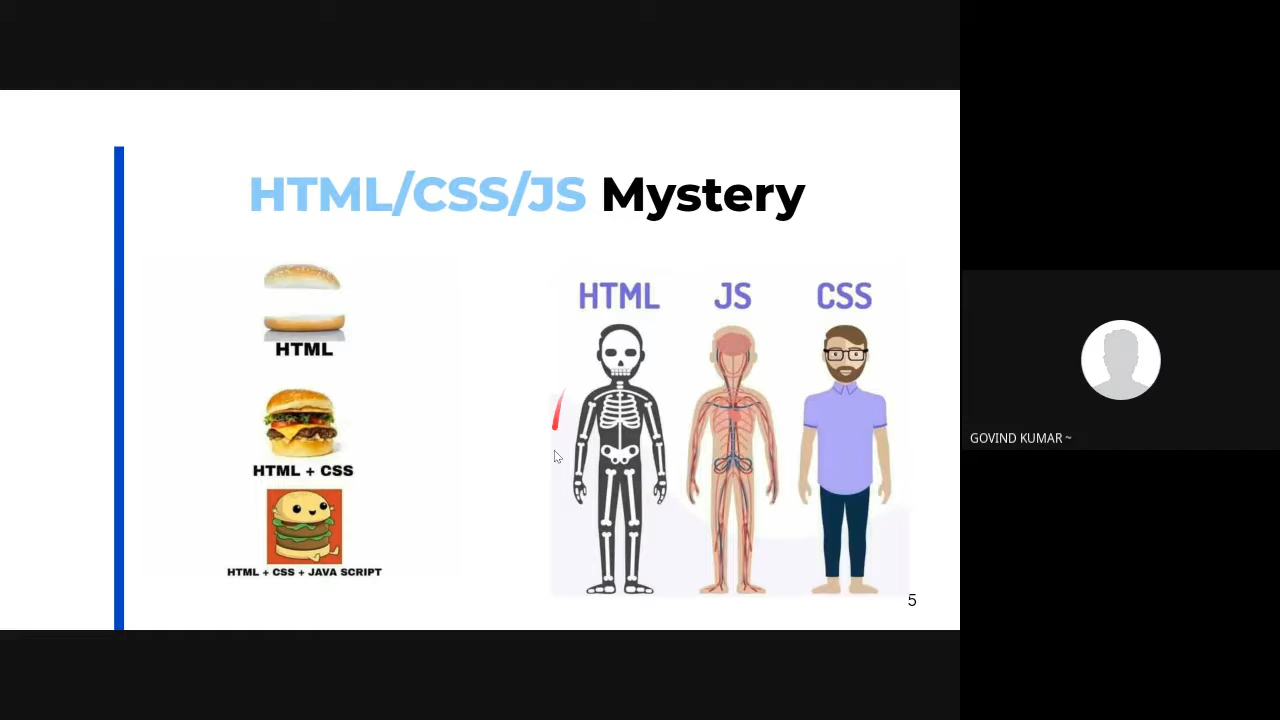 HTML/CSS/JS Mystery
HTML
HTML + CSS
HTML + CSS + JAVA SCRIPT
HTML JS CSS
5
GOVIND KUMAR ~